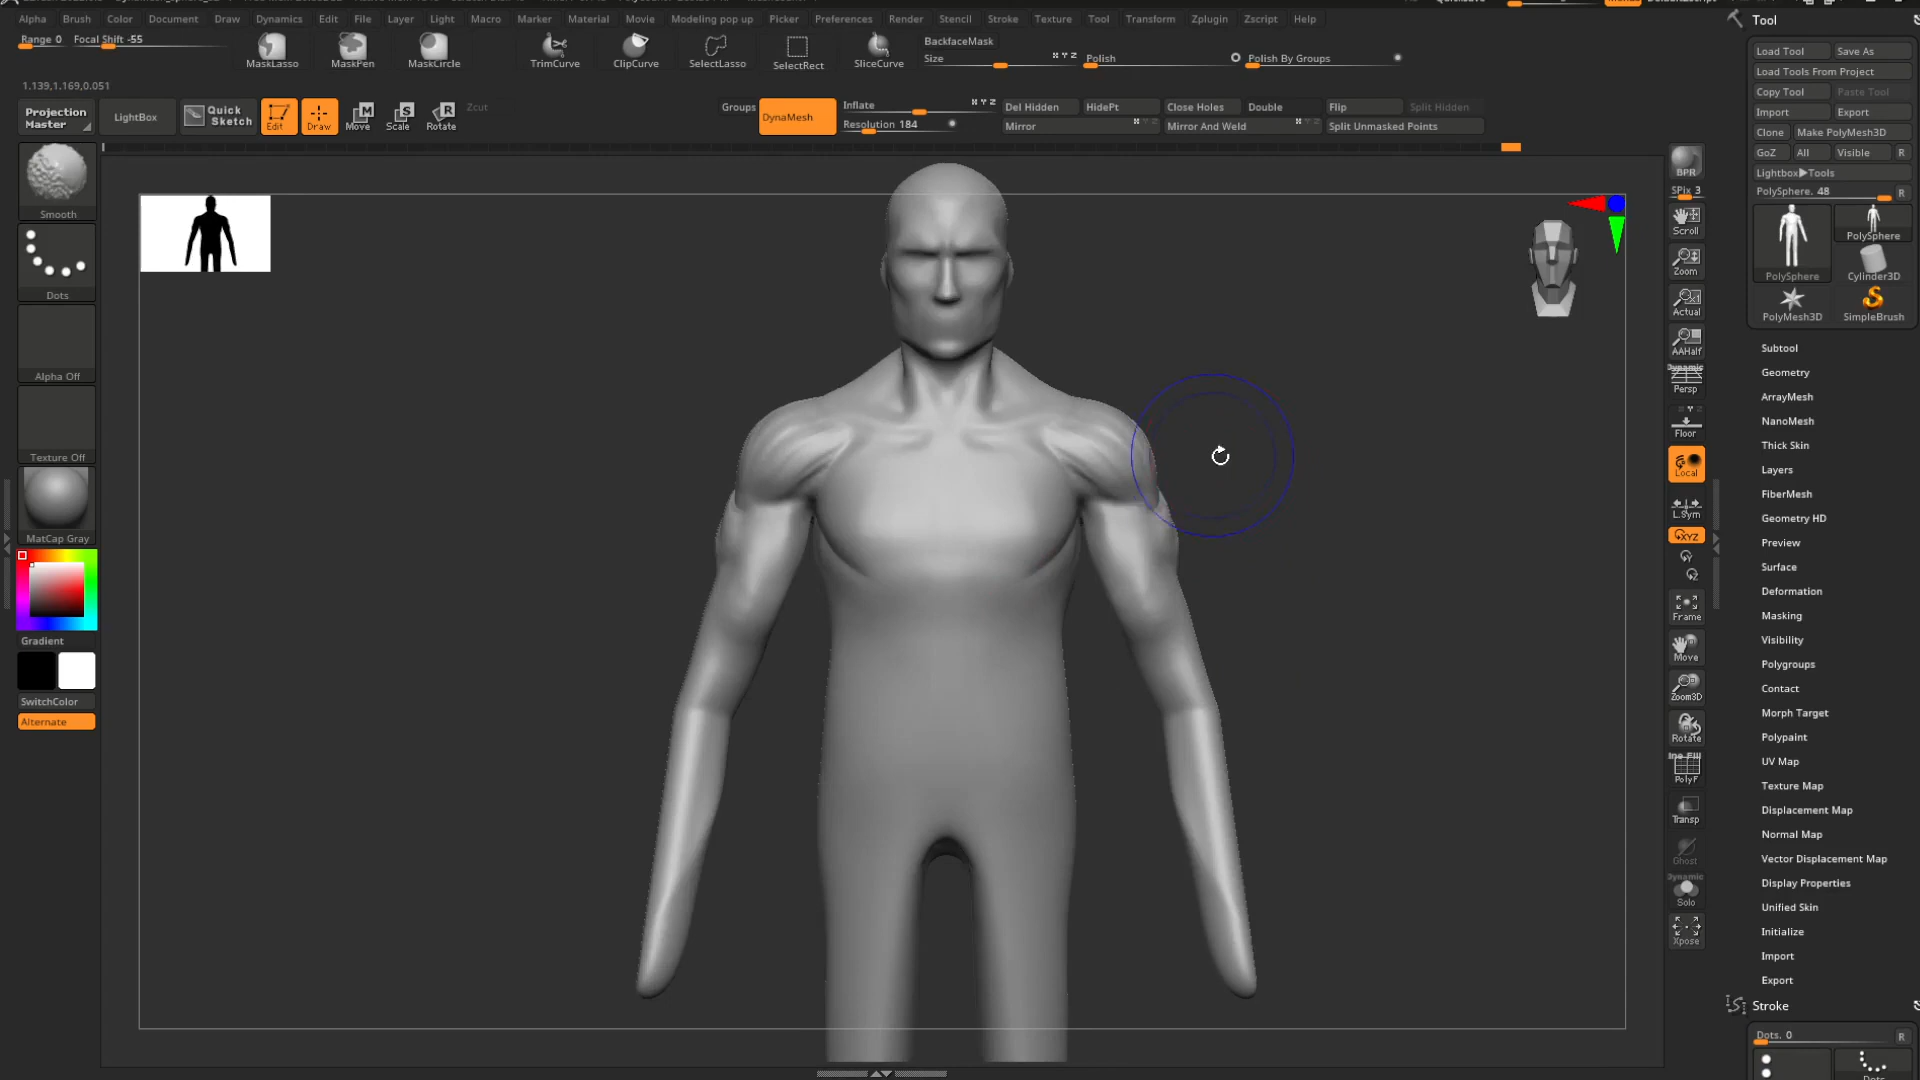 Alpha Brush Color Document Draw Dynamics Edit File Layer Light Macro Marker Material Movie Modeling pop up Picker Preferences Render Stencil Stroke Texture Tool Transform Zplugin Zscript Help
Tool
Range 0 Focal Shift -55
MaskLasso MaskPen MaskCircle TrimCurve ClipCurve SelectLasso SelectRect SliceCurve
BackfaceMask
Size X Y Z Polish Polish By Groups
1.139,1.169,0.051
Projection Master
LightBox
Quick Sketch
Edit Draw Move Scale Rotate
Zcut
Groups DynaMesh
Inflate X Y Z
Resolution 184
Del Hidden HidePt Close Holes Double Flip Split Hidden
Mirror Mirror And Weld Split Unmasked Points
Load Tool Save As
Load Tools From Project
Copy Tool Paste Tool
Import Export
Clone Make PolyMesh3D
GoZ All Visible R
Lightbox▶Tools
PolySphere. 48 R
PolySphere
PolySphere Cylinder3D
PolyMesh3D SimpleBrush
Smooth
Dots
Alpha Off
Texture Off
MatCap Gray
Gradient
SwitchColor
Alternate
BPR
SPix 3
Scroll
Zoom
Actual
AAHalf
Dynamic
Persp
Floor
Local
L.Sym
XYZ
Y
Z
Frame
Move
Zoom3D
Rotate
PolyF
Transp
Ghost
Dynamic
Solo
Xpose
Subtool
Geometry
ArrayMesh
NanoMesh
Thick Skin
Layers
FiberMesh
Geometry HD
Preview
Surface
Deformation
Masking
Visibility
Polygroups
Contact
Morph Target
Polypaint
UV Map
Texture Map
Displacement Map
Normal Map
Vector Displacement Map
Display Properties
Unified Skin
Initialize
Import
Export
Stroke
Dots. 0 R